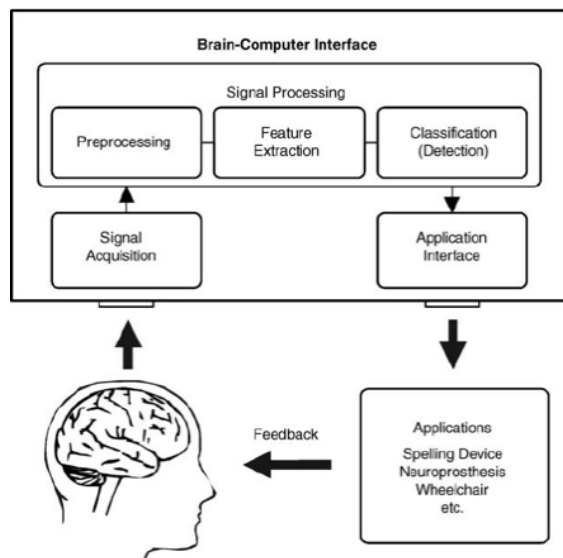 Brain-Computer Interface
Signal Processing
Preprocessing
Feature
Extraction
Classification
(Detection)
Signal
Acquisition
Application
Interface
Feedback
Applications
Spelling Device
Neuroprosthesis
Wheelchair
etc.